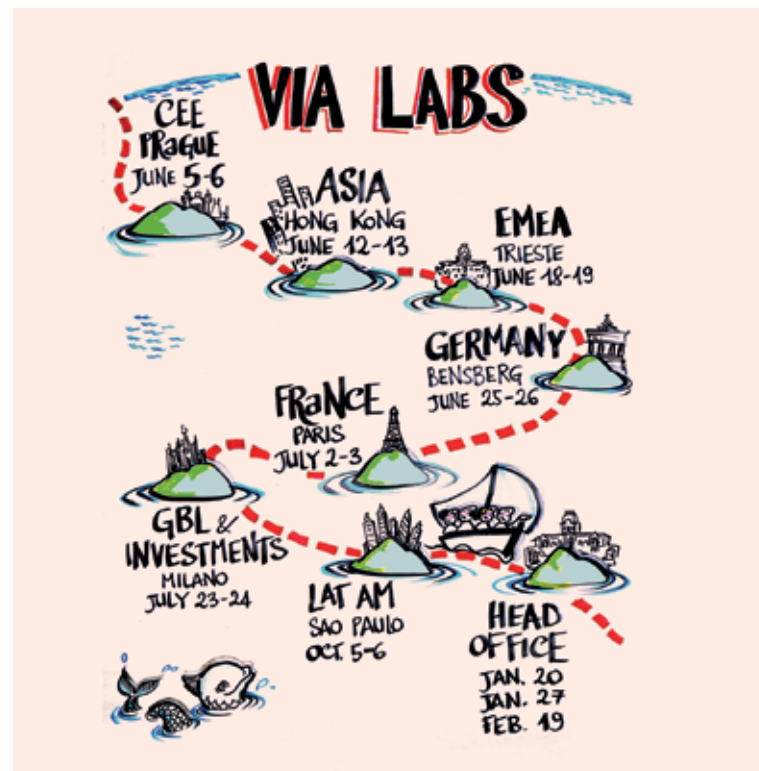 VIA LABS
CEE
PRaGUE
JUNE 5-6
ASIA
HONG KONG
JUNE 12-13
EMEA
TRIESTE
JUNE 18-19
GERMANY
BENSBERG
JUNE 25-26
FRaNCE
PARIS
JULY 2-3
GBL &
INVESTMENTS
MILANO
JULY 23-24
LAT AM
SAO PAULO
OCT. 5-6
HEAD
OFFICE
JAN. 20
JAN. 27
FEB. 19